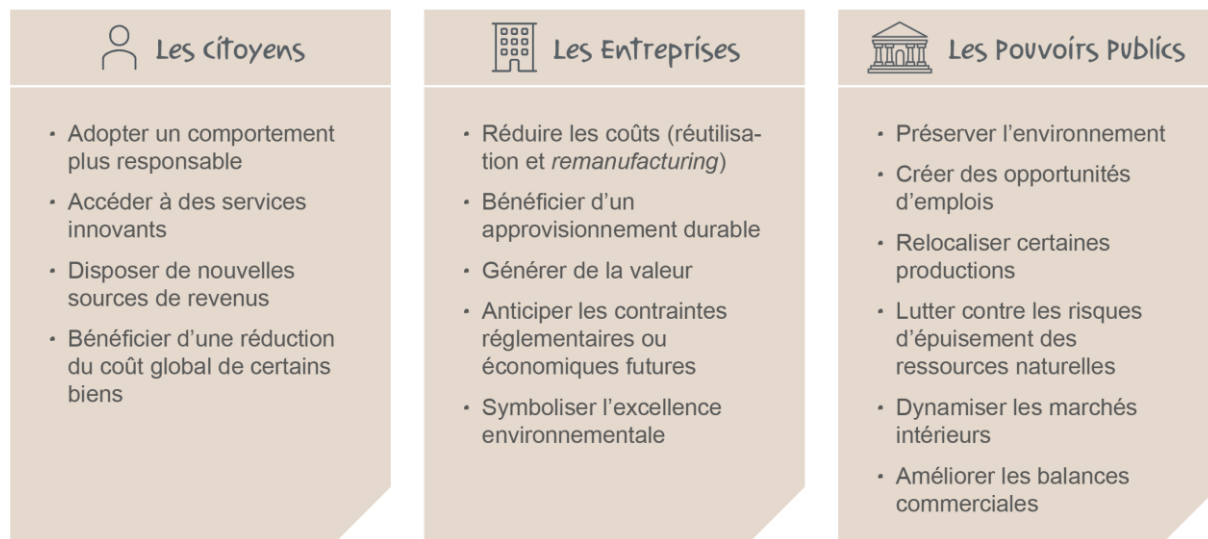 Les Citoyens
· Adopter un comportement
plus responsable
· Accéder à des services
innovants
· Disposer de nouvelles
sources de revenus
· Bénéficier d’une réduction
du coût global de certains
biens
Les Entreprises
· Réduire les coûts (réutilisa-
tion et remanufacturing)
· Bénéficier d’un
approvisionnement durable
· Générer de la valeur
· Anticiper les contraintes
réglementaires ou
économiques futures
· Symboliser l’excellence
environnementale
Les Pouvoirs Publics
· Préserver l’environnement
· Créer des opportunités
d’emplois
· Relocaliser certaines
productions
· Lutter contre les risques
d’épuisement des
ressources naturelles
· Dynamiser les marchés
intérieurs
· Améliorer les balances
commerciales